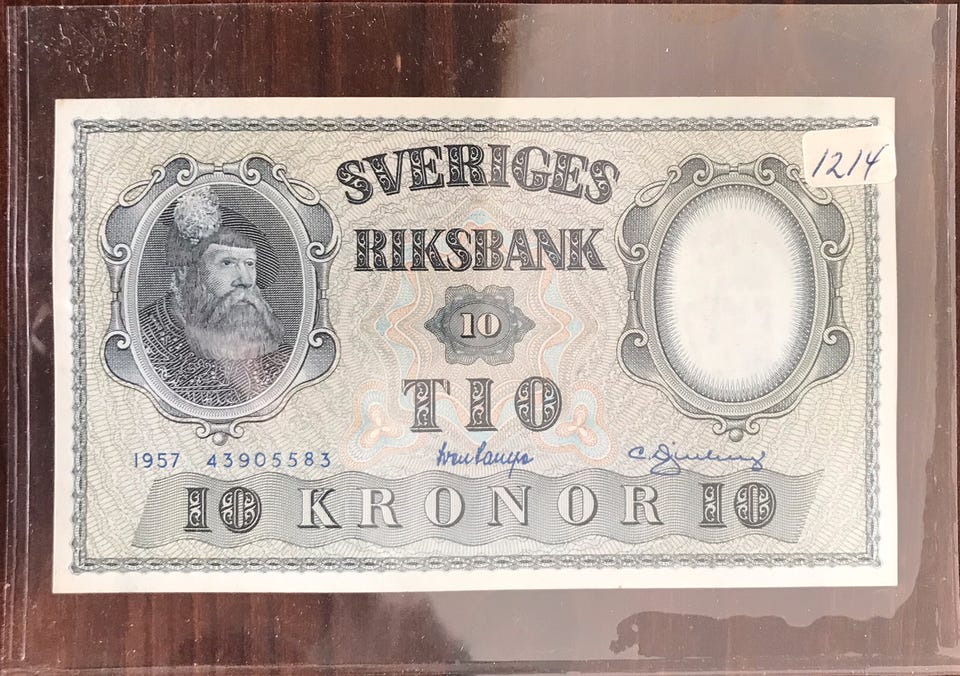 1214
SVERIGES
RIKSBANK
10
TIO
1957 43905583
10 KRONOR 10